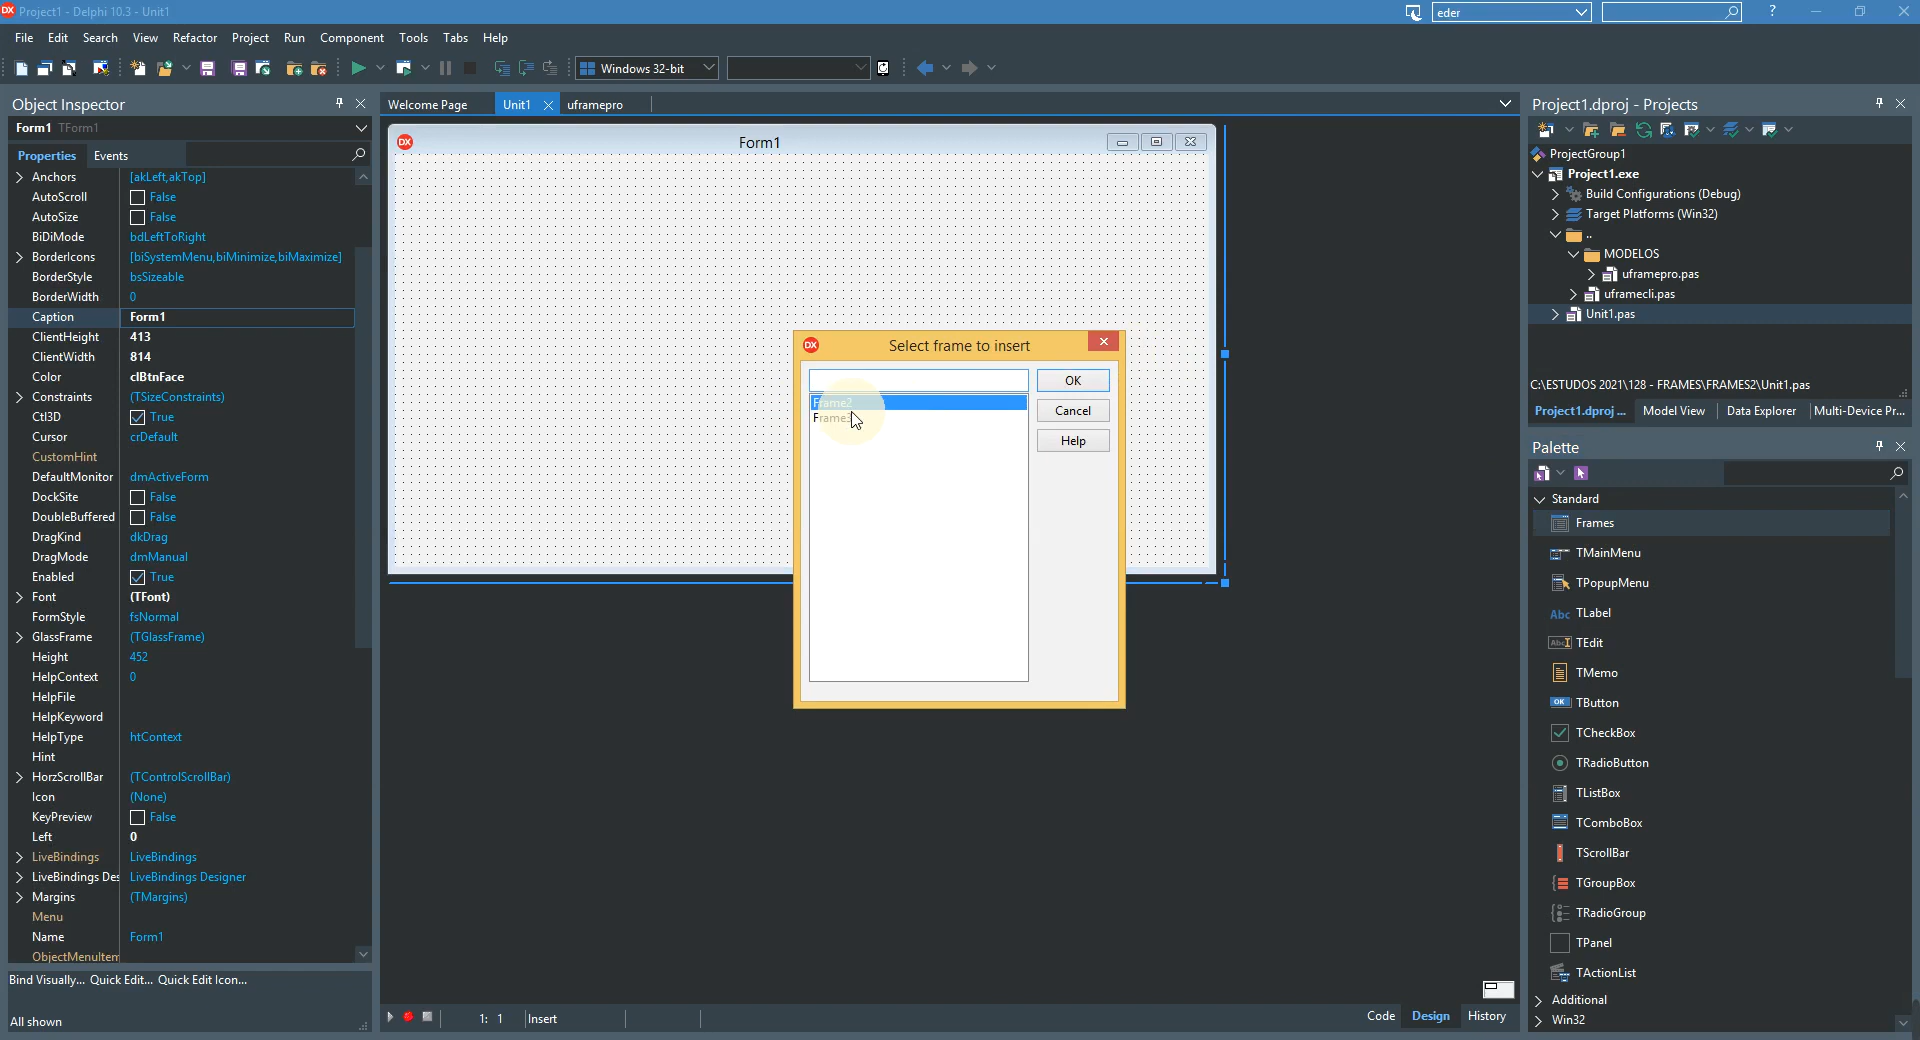 Project1 - Delphi 10.3 - Unit1
eder
?
File Edit Search View Refactor Project Run Component Tools Tabs Help
Windows 32-bit
Object Inspector
Form1 TForm1
Properties Events
Anchors [akLeft,akTop]
AutoScroll False
AutoSize False
BiDiMode bdLeftToRight
BorderIcons [biSystemMenu,biMinimize,biMaximize]
BorderStyle bsSizeable
BorderWidth 0
Caption Form1
ClientHeight 413
ClientWidth 814
Color clBtnFace
Constraints (TSizeConstraints)
Ctl3D True
Cursor crDefault
CustomHint
DefaultMonitor dmActiveForm
DockSite False
DoubleBuffered False
DragKind dkDrag
DragMode dmManual
Enabled True
Font (TFont)
FormStyle fsNormal
GlassFrame (TGlassFrame)
Height 452
HelpContext 0
HelpFile
HelpKeyword
HelpType htContext
Hint
HorzScrollBar (TControlScrollBar)
Icon (None)
KeyPreview False
Left 0
LiveBindings LiveBindings
LiveBindings Des LiveBindings Designer
Margins (TMargins)
Menu
Name Form1
ObjectMenuItem
Bind Visually... Quick Edit... Quick Edit Icon...
All shown
Welcome Page Unit1 uframepro
DX Form1
DX Select frame to insert
OK
Frame2
Cancel
Help
1: 1 Insert
Code Design History
Project1.dproj - Projects
ProjectGroup1
Project1.exe
Build Configurations (Debug)
Target Platforms (Win32)
..
MODELOS
uframepro.pas
uframecli.pas
Unit1.pas
C:\ESTUDOS 2021\128 - FRAMES\FRAMES2\Unit1.pas
Project1.dproj ... Model View Data Explorer Multi-Device Pr...
Palette
Standard
Frames
TMainMenu
TPopupMenu
Abc TLabel
TEdit
TMemo
OK TButton
TCheckBox
TRadioButton
TListBox
TComboBox
TScrollBar
TGroupBox
TRadioGroup
TPanel
TActionList
Additional
Win32